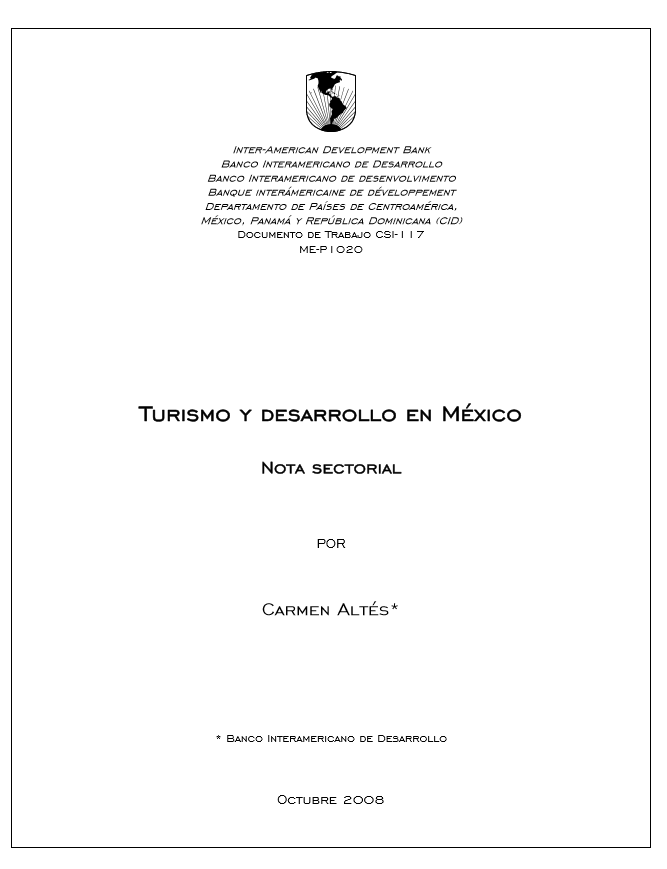 Inter-American Development Bank
Banco Interamericano de Desarrollo
Banco Interamericano de desenvolvimento
Banque interámericaine de développement
Departamento de Países de Centroamérica,
México, Panamá y República Dominicana (CID)
Documento de Trabajo CSI-117
ME-P1020
Turismo y desarrollo en México
Nota sectorial
por
Carmen Altés*
* Banco Interamericano de Desarrollo
Octubre 2008